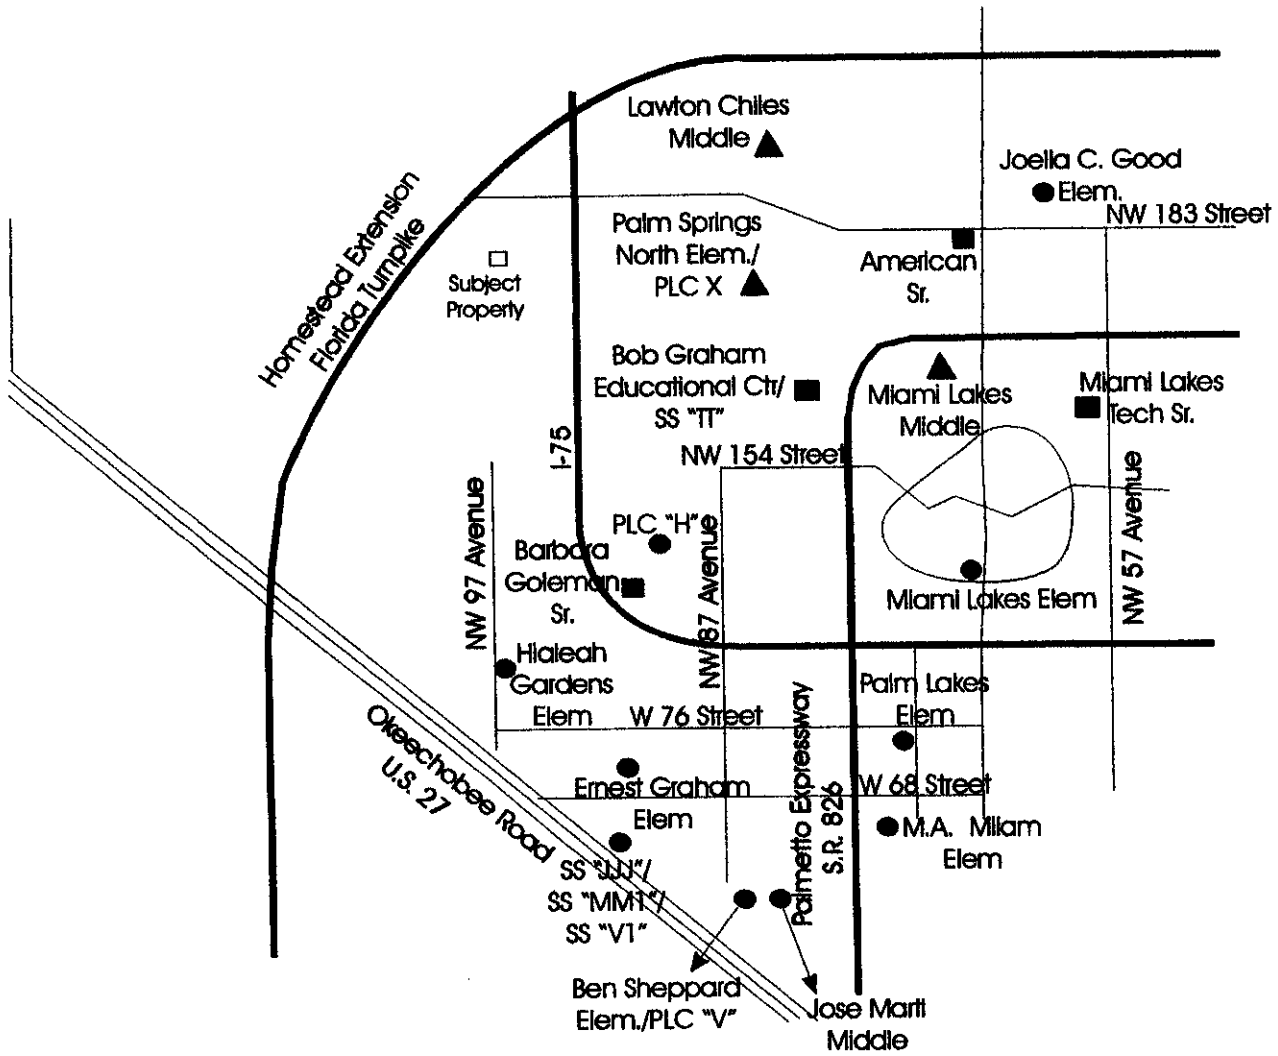 Lawton Chiles
Middle
Joella C. Good
Elem.
NW 183 Street
Homestead Extension
Florida Turnpike
Palm Springs
North Elem./
PLC X
American
Sr.
Subject
Property
Bob Graham
Educational Ctr/
SS "TT"
Miami Lakes
Middle
Miami Lakes
Tech Sr.
I-75
NW 154 Street
NW 97 Avenue
PLC "H"
NW 87 Avenue
NW 57 Avenue
Barbara
Goleman
Sr.
Miami Lakes Elem
Hialeah
Gardens
Elem
W 76 Street
Palm Lakes
Elem
Okeechobee Road
U.S. 27
Palmetto Expressway
S.R. 826
Ernest Graham
Elem
W 68 Street
M.A. Milam
Elem
SS "JJJ"/
SS "MM1"/
SS "V1"
Ben Sheppard
Elem./PLC "V"
Jose Marti
Middle